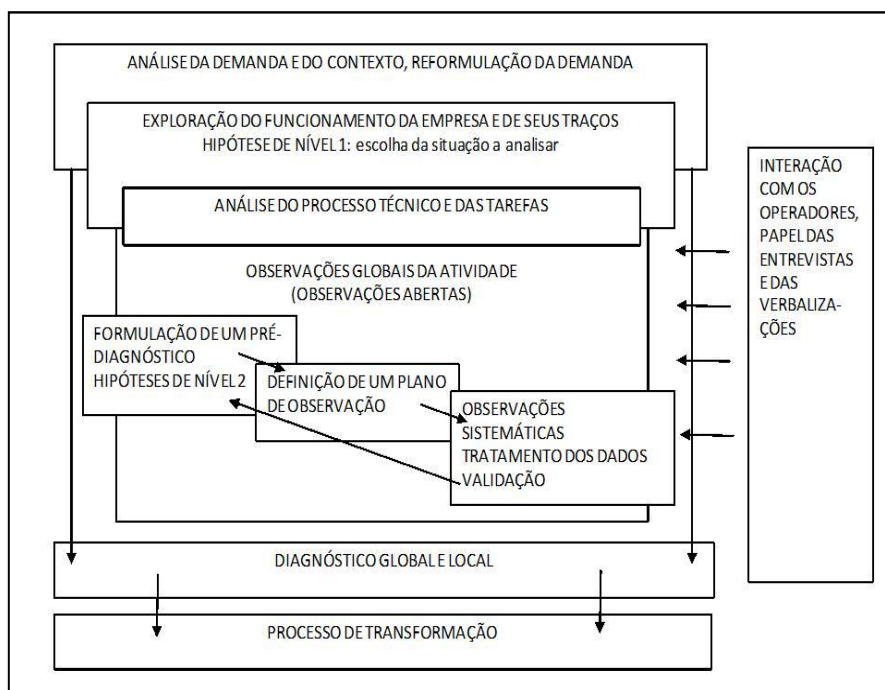 ANÁLISE DA DEMANDA E DO CONTEXTO, REFORMULAÇÃO DA DEMANDA
EXPLORAÇÃO DO FUNCIONAMENTO DA EMPRESA E DE SEUS TRAÇOS
HIPÓTESE DE NÍVEL 1: escolha da situação a analisar
ANÁLISE DO PROCESSO TÉCNICO E DAS TAREFAS
OBSERVAÇÕES GLOBAIS DA ATIVIDADE
(OBSERVAÇÕES ABERTAS)
FORMULAÇÃO DE UM PRÉ-
DIAGNÓSTICO
HIPÓTESES DE NÍVEL 2
DEFINIÇÃO DE UM PLANO
DE OBSERVAÇÃO
OBSERVAÇÕES
SISTEMÁTICAS
TRATAMENTO DOS DADOS
VALIDAÇÃO
INTERAÇÃO
COM OS
OPERADORES,
PAPEL DAS
ENTREVISTAS
E DAS
VERBALIZA-
ÇÕES
DIAGNÓSTICO GLOBAL E LOCAL
PROCESSO DE TRANSFORMAÇÃO